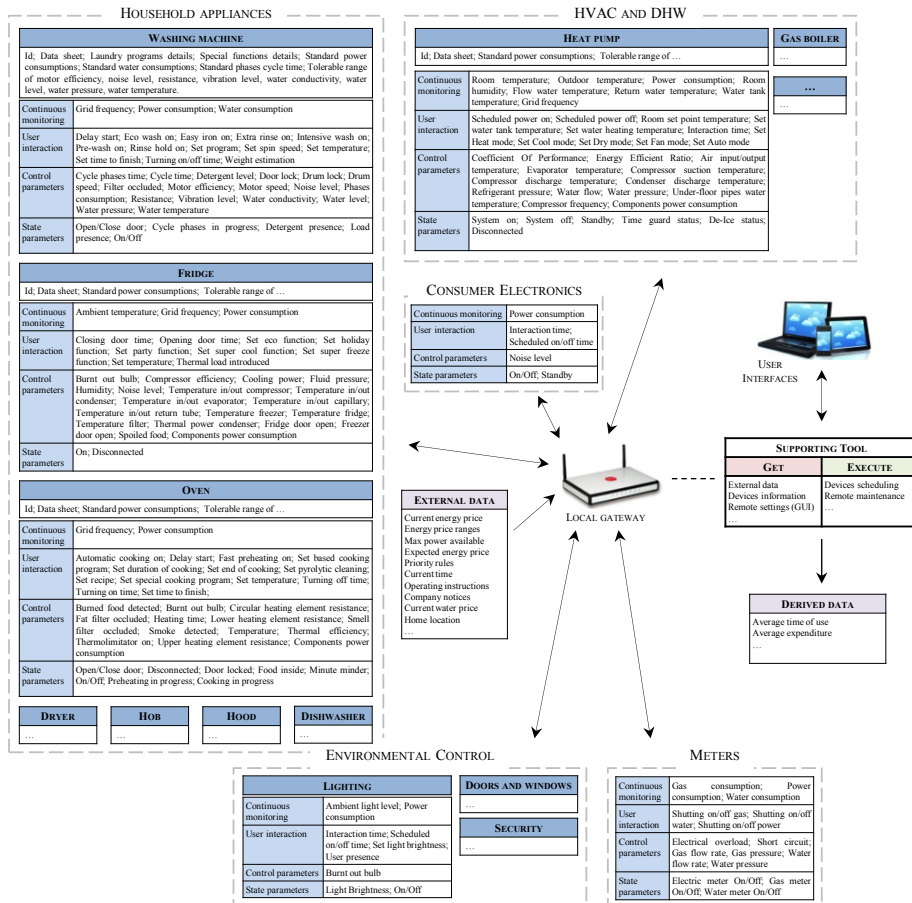 HOUSEHOLD APPLIANCES
WASHING MACHINE
Id; Data sheet; Laundry programs details; Special functions details; Standard power
consumptions; Standard water consumptions; Standard phases cycle time; Tolerable range
of motor efficiency, noise level, resistance, vibration level, water conductivity, water
level, water pressure, water temperature.
Continuous monitoring
Grid frequency; Power consumption; Water consumption
User interaction
Delay start; Eco wash on; Easy iron on; Extra rinse on; Intensive wash on;
Pre-wash on; Rinse hold on; Set program; Set spin speed; Set temperature;
Set time to finish; Turning on/off time; Weight estimation
Control parameters
Cycle phases time; Cycle time; Detergent level; Door lock; Drum lock; Drum
speed; Filter occluded; Motor efficiency; Motor speed; Noise level; Phases
consumption; Resistance; Vibration level; Water conductivity; Water level;
Water pressure; Water temperature
State parameters
Open/Close door; Cycle phases in progress; Detergent presence; Load
presence; On/Off
FRIDGE
Id; Data sheet; Standard power consumptions; Tolerable range of …
Continuous monitoring
Ambient temperature; Grid frequency; Power consumption
User interaction
Closing door time; Opening door time; Set eco function; Set holiday
function; Set party function; Set super cool function; Set super freeze
function; Set temperature; Thermal load introduced
Control parameters
Burnt out bulb; Compressor efficiency; Cooling power; Fluid pressure;
Humidity; Noise level; Temperature in/out compressor; Temperature in/out
condenser; Temperature in/out evaporator; Temperature in/out capillary;
Temperature in/out return tube; Temperature freezer; Temperature fridge;
Temperature filter; Thermal power condenser; Fridge door open; Freezer
door open; Spoiled food; Components power consumption
State parameters
On; Disconnected
OVEN
Id; Data sheet; Standard power consumptions; Tolerable range of …
Continuous monitoring
Grid frequency; Power consumption
User interaction
Automatic cooking on; Delay start; Fast preheating on; Set based cooking
program; Set duration of cooking; Set end of cooking; Set pyrolytic cleaning;
Set recipe; Set special cooking program; Set temperature; Turning off time;
Turning on time; Set time to finish;
Control parameters
Burned food detected; Burnt out bulb; Circular heating element resistance;
Fat filter occluded; Heating time; Lower heating element resistance; Smell
filter occluded; Smoke detected; Temperature; Thermal efficiency;
Thermolimitator on; Upper heating element resistance; Components power
consumption
State parameters
Open/Close door; Disconnected; Door locked; Food inside; Minute minder;
On/Off; Preheating in progress; Cooking in progress
DRYER
…
HOB
…
HOOD
…
DISHWASHER
…
HVAC AND DHW
HEAT PUMP
Id; Data sheet; Standard power consumptions; Tolerable range of …
Continuous monitoring
Room temperature; Outdoor temperature; Power consumption; Room
humidity; Flow water temperature; Return water temperature; Water tank
temperature; Grid frequency
User interaction
Scheduled power on; Scheduled power off; Room set point temperature; Set
water tank temperature; Set water heating temperature; Interaction time; Set
Heat mode; Set Cool mode; Set Dry mode; Set Fan mode; Set Auto mode
Control parameters
Coefficient Of Performance; Energy Efficient Ratio; Air input/output
temperature; Evaporator temperature; Compressor suction temperature;
Compressor discharge temperature; Condenser discharge temperature;
Refrigerant pressure; Water flow; Water pressure; Under-floor pipes water
temperature; Compressor frequency; Components power consumption
State parameters
System on; System off; Standby; Time guard status; De-Ice status;
Disconnected
GAS BOILER
…
…
…
CONSUMER ELECTRONICS
Continuous monitoring
Power consumption
User interaction
Interaction time;
Scheduled on/off time
Control parameters
Noise level
State parameters
On/Off; Standby
USER
INTERFACES
EXTERNAL DATA
Current energy price
Energy price ranges
Max power available
Expected energy price
Priority rules
Current time
Operating instructions
Company notices
Current water price
Home location
…
LOCAL GATEWAY
SUPPORTING TOOL
GET
External data
Devices information
Remote settings (GUI)
…
EXECUTE
Devices scheduling
Remote maintenance
…
DERIVED DATA
Average time of use
Average expenditure
…
ENVIRONMENTAL CONTROL
LIGHTING
Continuous monitoring
Ambient light level; Power
consumption
User interaction
Interaction time; Scheduled
on/off time; Set light brightness;
User presence
Control parameters
Burnt out bulb
State parameters
Light Brightness; On/Off
DOORS AND WINDOWS
…
SECURITY
…
METERS
Continuous monitoring
Gas consumption; Power
consumption; Water consumption
User interaction
Shutting on/off gas; Shutting on/off
water; Shutting on/off power
Control parameters
Electrical overload; Short circuit;
Gas flow rate, Gas pressure; Water
flow rate; Water pressure
State parameters
Electric meter On/Off; Gas meter
On/Off; Water meter On/Off